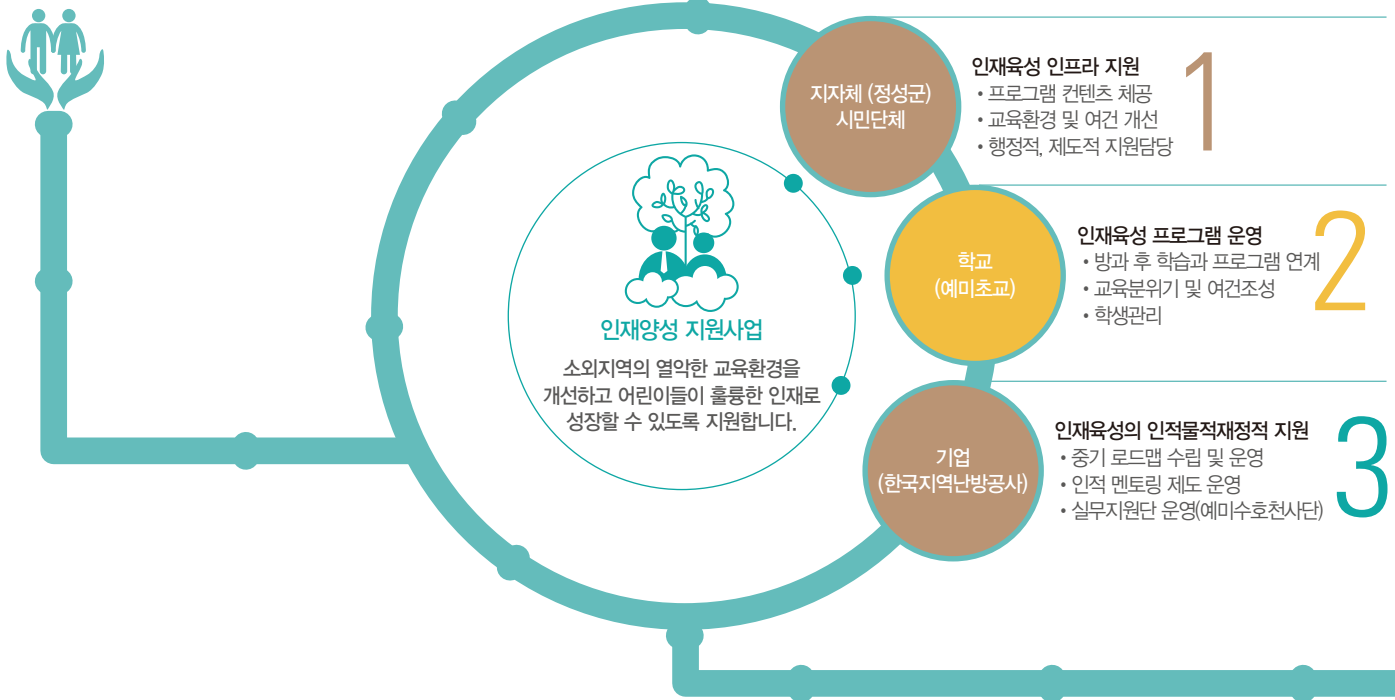 지자체 (정성군)
시민단체
인재육성 인프라 지원
• 프로그램 컨텐츠 체공
• 교육환경 및 여건 개선
• 행정적, 제도적 지원담당
1
학교
(예미초교)
인재육성 프로그램 운영
• 방과 후 학습과 프로그램 연계
• 교육분위기 및 여건조성
• 학생관리
2
인재양성 지원사업
소외지역의 열악한 교육환경을
개선하고 어린이들이 훌륭한 인재로
성장할 수 있도록 지원합니다.
기업
(한국지역난방공사)
인재육성의 인적물적재정적 지원
• 중기 로드맵 수립 및 운영
• 인적 멘토링 제도 운영
• 실무지원단 운영(예미수호천사단)
3